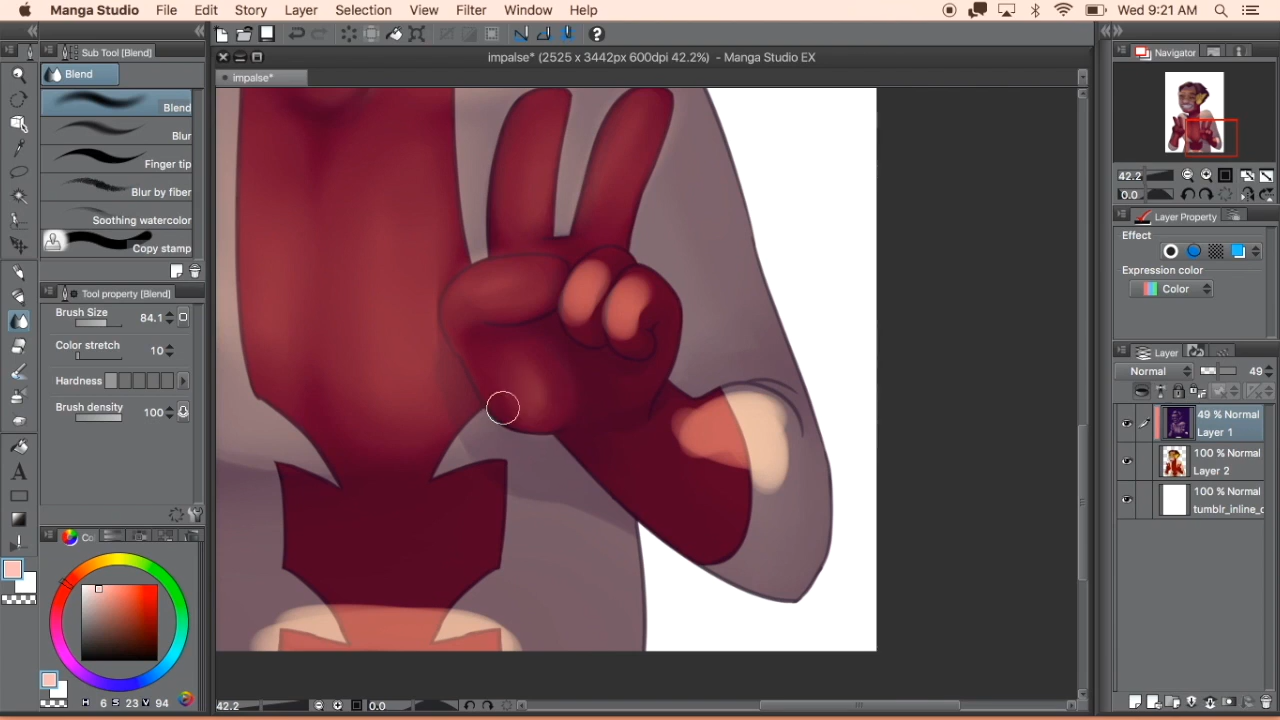 Manga Studio File Edit Story Layer Selection View Filter Window Help Wed 9:21 AM
Sub Tool [Blend]
Blend
Blend
Blur
Finger tip
Blur by fiber
Soothing watercolor
Copy stamp
Tool property [Blend]
Brush Size 84.1
Color stretch 10
Hardness
Brush density 100
H 6 S 23 V 94
impalse* (2525 x 3442px 600dpi 42.2%) - Manga Studio EX
impalse*
42.2 0.0
Navigator
42.2
0.0
Layer Property
Effect
Expression color
Color
Layer
Normal 49
49 % Normal
Layer 1
100 % Normal
Layer 2
100 % Normal